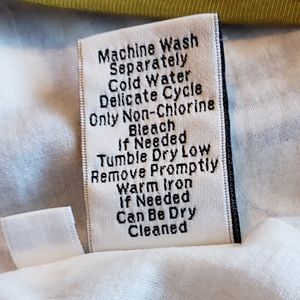 Machine Wash
Separately
Cold Water
Delicate Cycle
Only Non-Chlorine
Bleach
If Needed
Tumble Dry Low
Remove Promptly
Warm Iron
If Needed
Can Be Dry
Cleaned